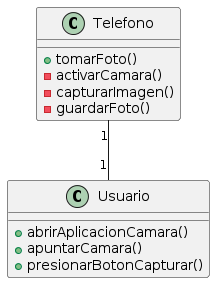 C Telefono
tomarFoto()
activarCamara()
capturarImagen()
guardarFoto()
1
1
C Usuario
abrirAplicacionCamara()
apuntarCamara()
presionarBotonCapturar()